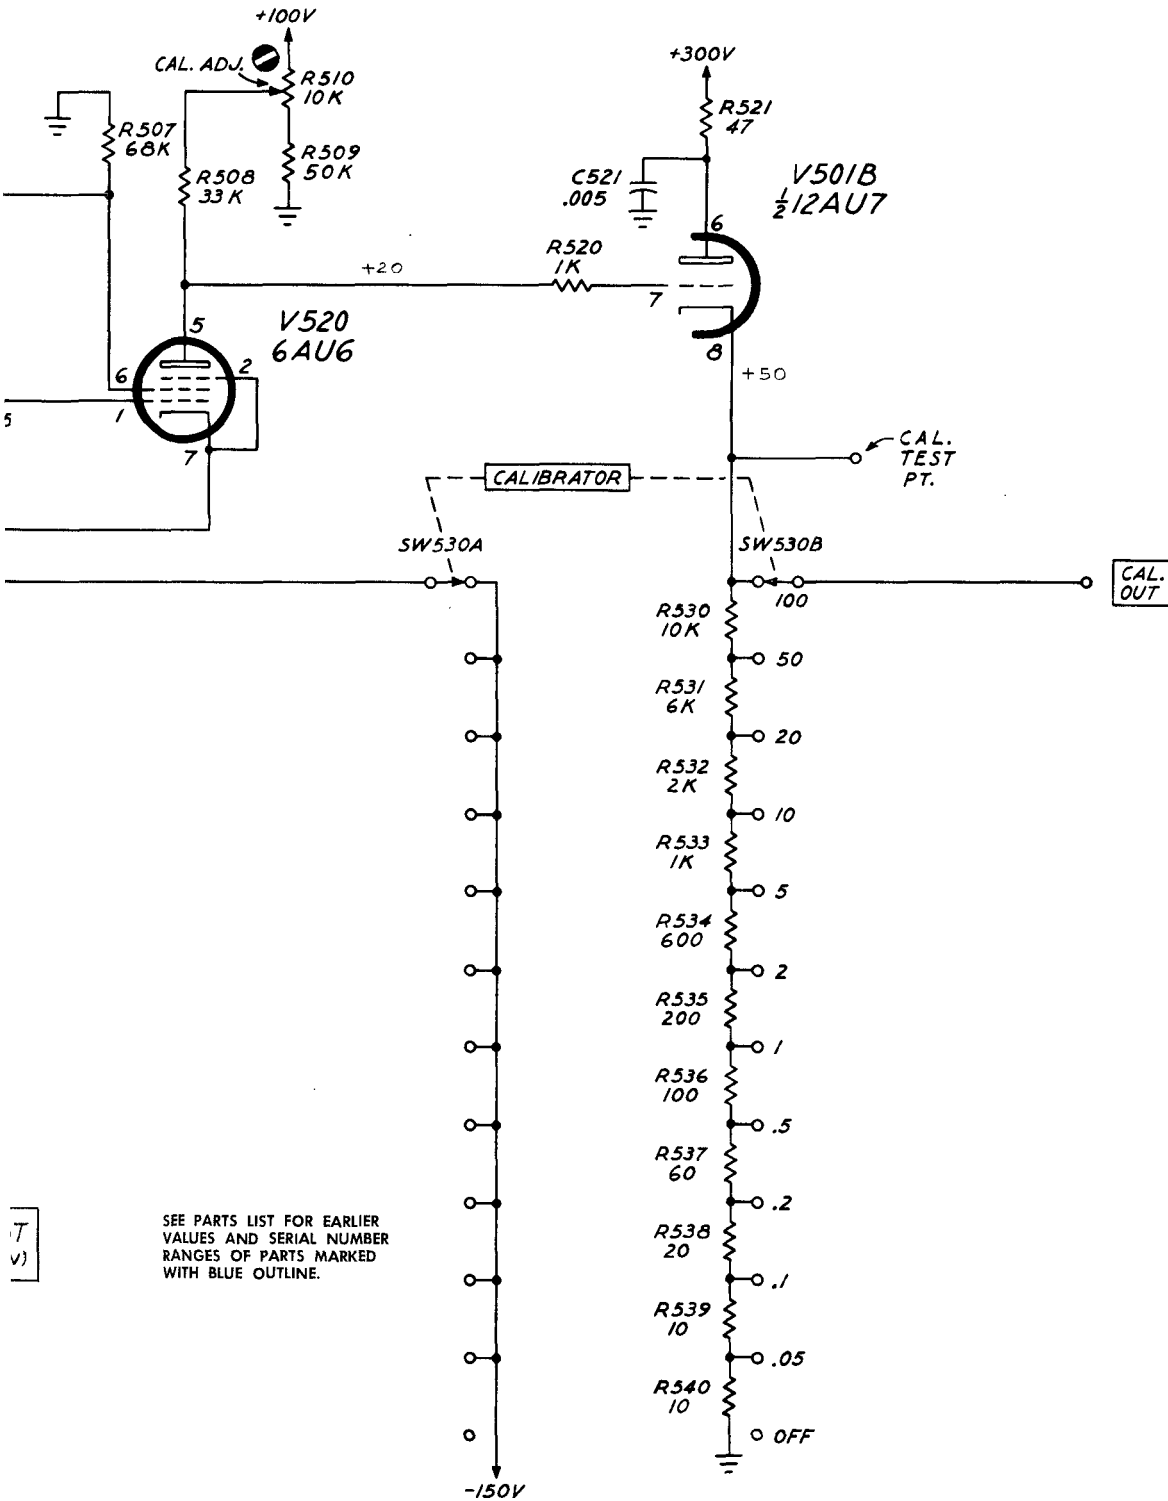 +100V
CAL. ADJ.
R510
10K
R507
68K
R509
50K
R508
33K
+300V
R521
47
C521
.005
V501B
½12AU7
6
R520
1K
+20
7
8
+50
V520
6AU6
5
2
6
1
7
5
CAL.
TEST
PT.
CALIBRATOR
SW530A
SW530B
100
CAL.
OUT
R530
10K
50
R531
6K
20
R532
2K
10
R533
1K
5
R534
600
2
R535
200
1
R536
100
.5
R537
60
.2
R538
20
.1
R539
10
.05
R540
10
OFF
T
V)
SEE PARTS LIST FOR EARLIER
VALUES AND SERIAL NUMBER
RANGES OF PARTS MARKED
WITH BLUE OUTLINE.
-150V